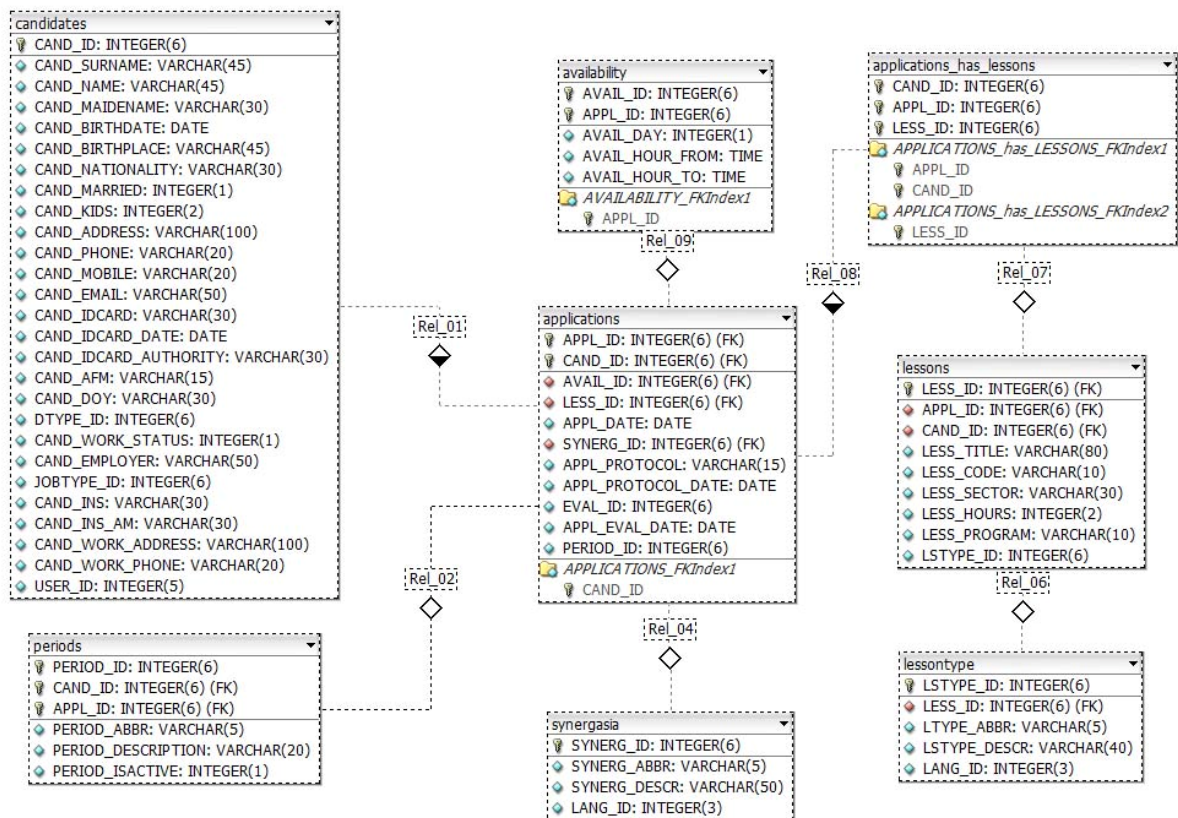 candidates
CAND_ID: INTEGER(6)
CAND_SURNAME: VARCHAR(45)
CAND_NAME: VARCHAR(45)
CAND_MAIDENAME: VARCHAR(30)
CAND_BIRTHDATE: DATE
CAND_BIRTHPLACE: VARCHAR(45)
CAND_NATIONALITY: VARCHAR(30)
CAND_MARRIED: INTEGER(1)
CAND_KIDS: INTEGER(2)
CAND_ADDRESS: VARCHAR(100)
CAND_PHONE: VARCHAR(20)
CAND_MOBILE: VARCHAR(20)
CAND_EMAIL: VARCHAR(50)
CAND_IDCARD: VARCHAR(30)
CAND_IDCARD_DATE: DATE
CAND_IDCARD_AUTHORITY: VARCHAR(30)
CAND_AFM: VARCHAR(15)
CAND_DOY: VARCHAR(30)
DTYPE_ID: INTEGER(6)
CAND_WORK_STATUS: INTEGER(1)
CAND_EMPLOYER: VARCHAR(50)
JOBTYPE_ID: INTEGER(6)
CAND_INS: VARCHAR(30)
CAND_INS_AM: VARCHAR(30)
CAND_WORK_ADDRESS: VARCHAR(100)
CAND_WORK_PHONE: VARCHAR(20)
USER_ID: INTEGER(5)
Rel_01
periods
PERIOD_ID: INTEGER(6)
CAND_ID: INTEGER(6) (FK)
APPL_ID: INTEGER(6) (FK)
PERIOD_ABBR: VARCHAR(5)
PERIOD_DESCRIPTION: VARCHAR(20)
PERIOD_ISACTIVE: INTEGER(1)
Rel_02
availability
AVAIL_ID: INTEGER(6)
APPL_ID: INTEGER(6)
AVAIL_DAY: INTEGER(1)
AVAIL_HOUR_FROM: TIME
AVAIL_HOUR_TO: TIME
AVAILABILITY_FKIndex1
APPL_ID
Rel_09
applications
APPL_ID: INTEGER(6) (FK)
CAND_ID: INTEGER(6) (FK)
AVAIL_ID: INTEGER(6) (FK)
LESS_ID: INTEGER(6) (FK)
APPL_DATE: DATE
SYNERG_ID: INTEGER(6) (FK)
APPL_PROTOCOL: VARCHAR(15)
APPL_PROTOCOL_DATE: DATE
EVAL_ID: INTEGER(6)
APPL_EVAL_DATE: DATE
PERIOD_ID: INTEGER(6)
APPLICATIONS_FKIndex1
CAND_ID
Rel_04
synergasia
SYNERG_ID: INTEGER(6)
SYNERG_ABBR: VARCHAR(5)
SYNERG_DESCR: VARCHAR(50)
LANG_ID: INTEGER(3)
applications_has_lessons
CAND_ID: INTEGER(6)
APPL_ID: INTEGER(6)
LESS_ID: INTEGER(6)
APPLICATIONS_has_LESSONS_FKIndex1
APPL_ID
CAND_ID
APPLICATIONS_has_LESSONS_FKIndex2
LESS_ID
Rel_08
Rel_07
lessons
LESS_ID: INTEGER(6) (FK)
APPL_ID: INTEGER(6) (FK)
CAND_ID: INTEGER(6) (FK)
LESS_TITLE: VARCHAR(80)
LESS_CODE: VARCHAR(10)
LESS_SECTOR: VARCHAR(30)
LESS_HOURS: INTEGER(2)
LESS_PROGRAM: VARCHAR(10)
LSTYPE_ID: INTEGER(6)
Rel_06
lessontype
LSTYPE_ID: INTEGER(6)
LESS_ID: INTEGER(6) (FK)
LTYPE_ABBR: VARCHAR(5)
LSTYPE_DESCR: VARCHAR(40)
LANG_ID: INTEGER(3)